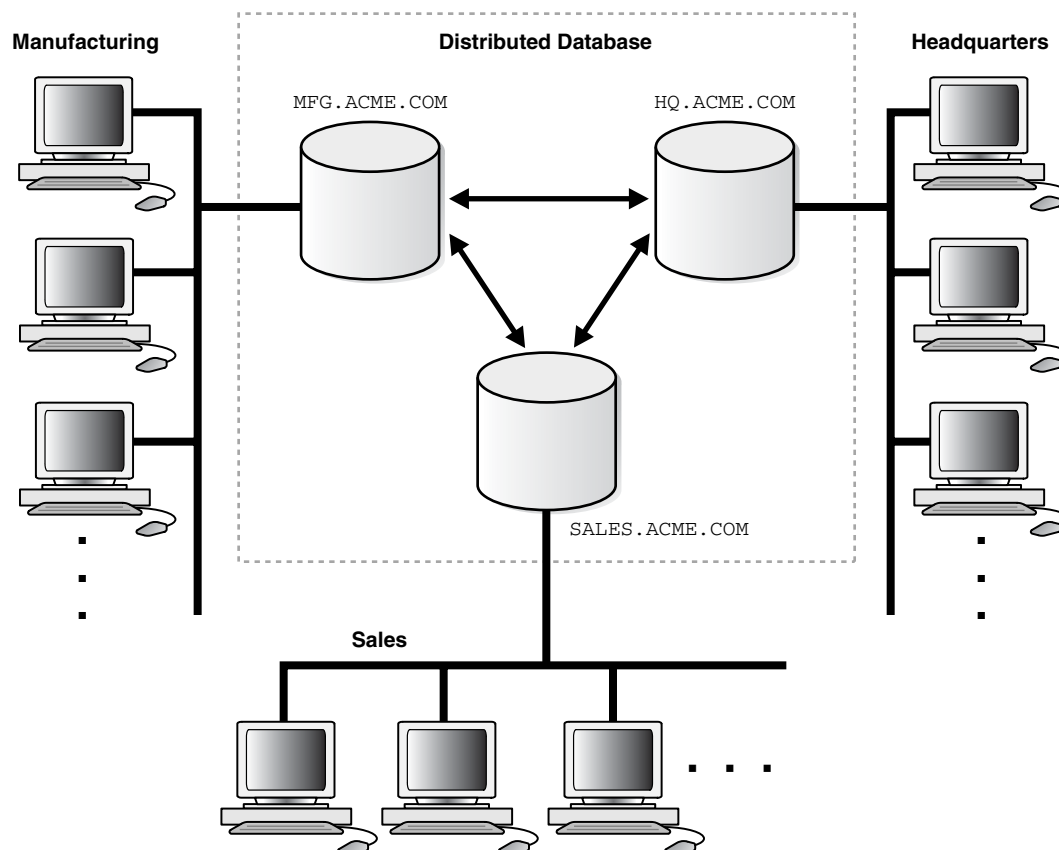 Manufacturing
Distributed Database
Headquarters
MFG.ACME.COM
HQ.ACME.COM
SALES.ACME.COM
Sales